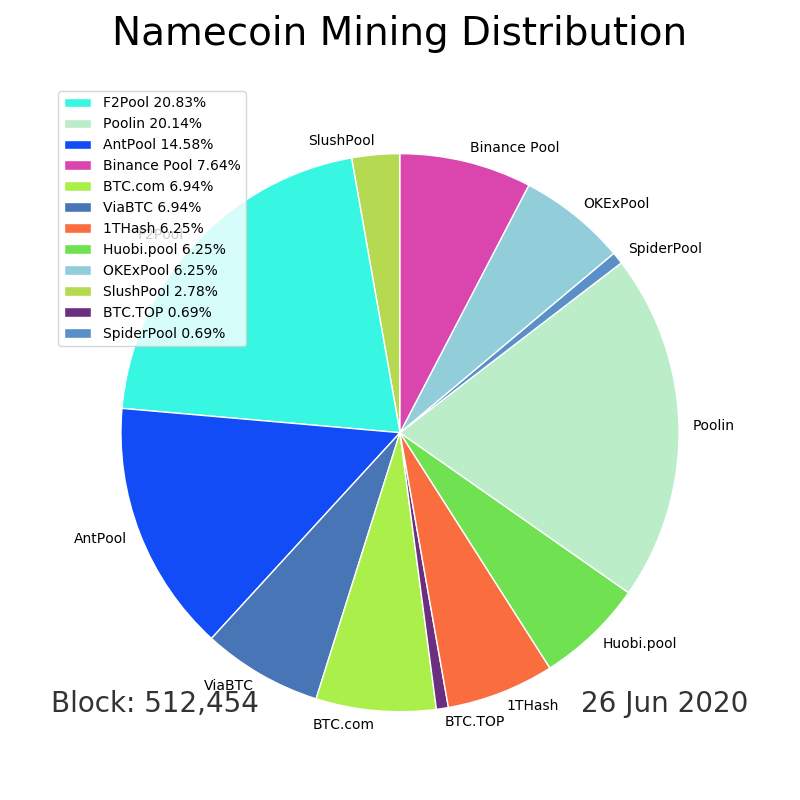 Namecoin Mining Distribution
F2Pool 20.83%
Poolin 20.14%
AntPool 14.58%
Binance Pool 7.64%
BTC.com 6.94%
ViaBTC 6.94%
1THash 6.25%
Huobi.pool 6.25%
OKExPool 6.25%
SlushPool 2.78%
BTC.TOP 0.69%
SpiderPool 0.69%
F2Pool
SlushPool
Binance Pool
OKExPool
SpiderPool
Poolin
AntPool
Huobi.pool
ViaBTC
1THash
BTC.TOP
BTC.com
Block: 512,454
26 Jun 2020